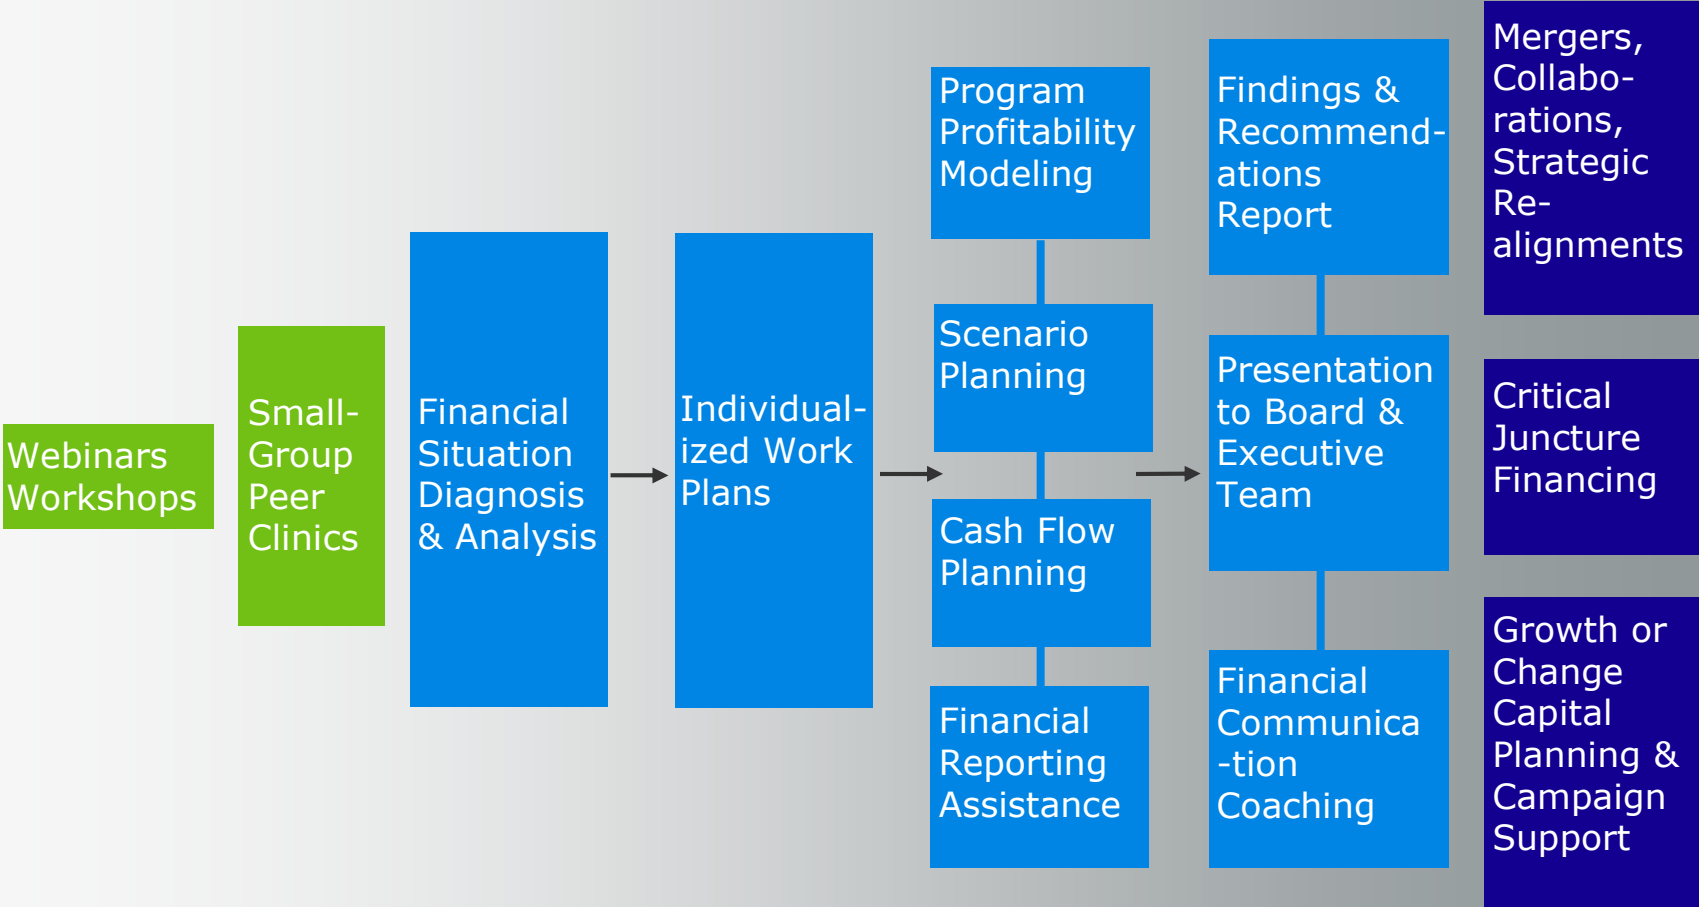 Webinars
Workshops
Small-
Group
Peer
Clinics
Financial
Situation
Diagnosis
& Analysis
Individual-
ized Work
Plans
Program
Profitability
Modeling
Scenario
Planning
Cash Flow
Planning
Financial
Reporting
Assistance
Findings &
Recommend-
ations
Report
Presentation
to Board &
Executive
Team
Financial
Communica
-tion
Coaching
Mergers,
Collabo-
rations,
Strategic
Re-
alignments
Critical
Juncture
Financing
Growth or
Change
Capital
Planning &
Campaign
Support